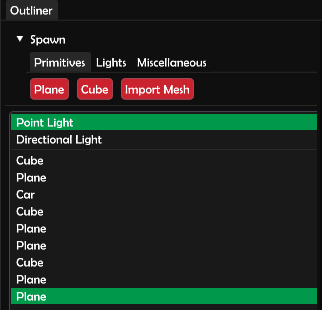 Outliner
Spawn
Primitives Lights Miscellaneous
Plane Cube Import Mesh
Point Light
Directional Light
Cube
Plane
Car
Cube
Plane
Plane
Cube
Plane
Plane